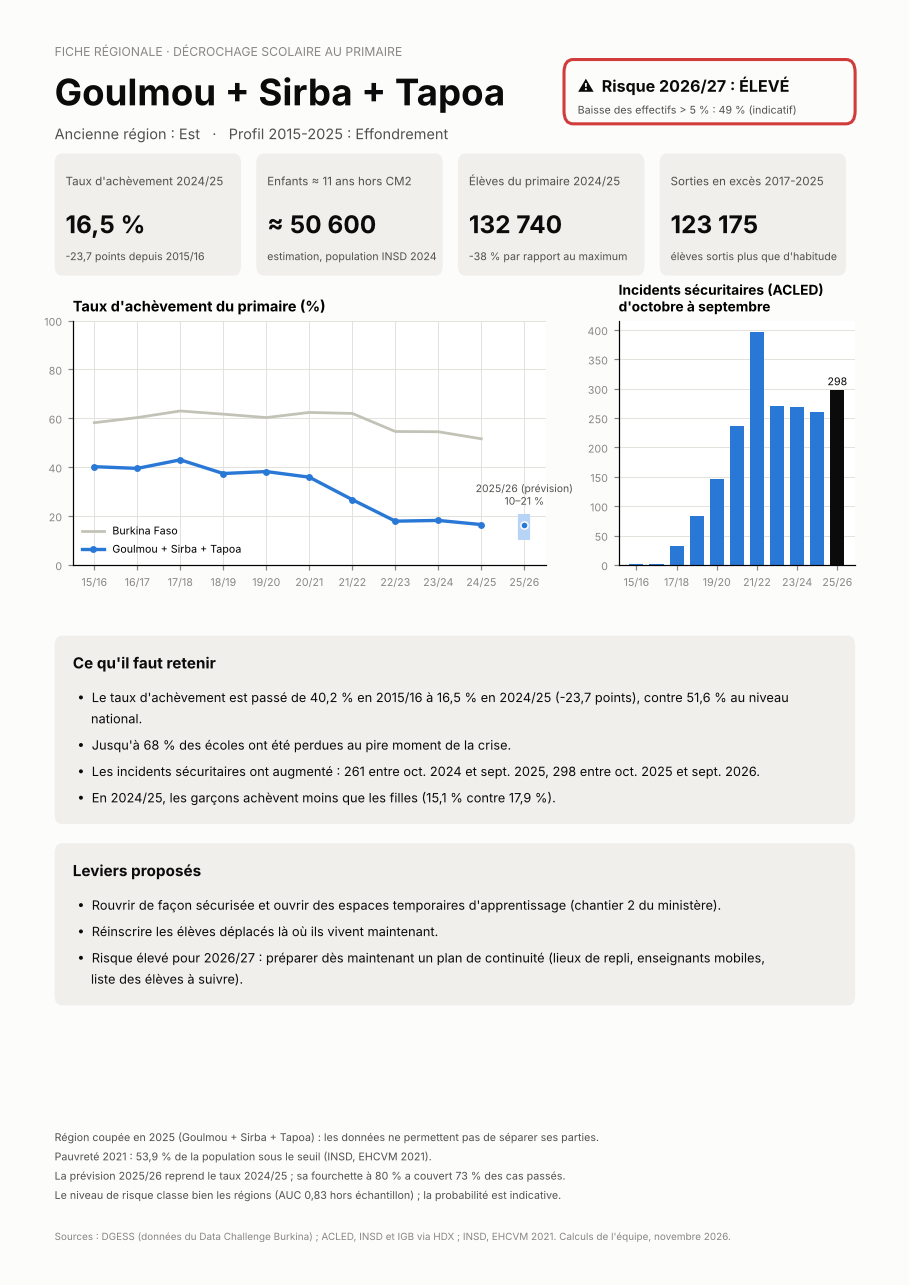 FICHE RÉGIONALE · DÉCROCHAGE SCOLAIRE AU PRIMAIRE
Goulmou + Sirba + Tapoa
Ancienne région : Est · Profil 2015-2025 : Effondrement
⚠ Risque 2026/27 : ÉLEVÉ
Baisse des effectifs > 5 % : 49 % (indicatif)
Taux d'achèvement 2024/25
16,5 %
-23,7 points depuis 2015/16
Enfants ≈ 11 ans hors CM2
≈ 50 600
estimation, population INSD 2024
Élèves du primaire 2024/25
132 740
-38 % par rapport au maximum
Sorties en excès 2017-2025
123 175
élèves sortis plus que d'habitude
Taux d'achèvement du primaire (%)
100
80
60
40
20
0
2025/26 (prévision)
10–21 %
Burkina Faso
Goulmou + Sirba + Tapoa
15/16 16/17 17/18 18/19 19/20 20/21 21/22 22/23 23/24 24/25 25/26
Incidents sécuritaires (ACLED)
d'octobre à septembre
400
350
300
250
200
150
100
50
0
298
15/16 17/18 19/20 21/22 23/24 25/26
Ce qu'il faut retenir
• Le taux d'achèvement est passé de 40,2 % en 2015/16 à 16,5 % en 2024/25 (-23,7 points), contre 51,6 % au niveau
national.
• Jusqu'à 68 % des écoles ont été perdues au pire moment de la crise.
• Les incidents sécuritaires ont augmenté : 261 entre oct. 2024 et sept. 2025, 298 entre oct. 2025 et sept. 2026.
• En 2024/25, les garçons achèvent moins que les filles (15,1 % contre 17,9 %).
Leviers proposés
• Rouvrir de façon sécurisée et ouvrir des espaces temporaires d'apprentissage (chantier 2 du ministère).
• Réinscrire les élèves déplacés là où ils vivent maintenant.
• Risque élevé pour 2026/27 : préparer dès maintenant un plan de continuité (lieux de repli, enseignants mobiles,
liste des élèves à suivre).
Région coupée en 2025 (Goulmou + Sirba + Tapoa) : les données ne permettent pas de séparer ses parties.
Pauvreté 2021 : 53,9 % de la population sous le seuil (INSD, EHCVM 2021).
La prévision 2025/26 reprend le taux 2024/25 ; sa fourchette à 80 % a couvert 73 % des cas passés.
Le niveau de risque classe bien les régions (AUC 0,83 hors échantillon) ; la probabilité est indicative.
Sources : DGESS (données du Data Challenge Burkina) ; ACLED, INSD et IGB via HDX ; INSD, EHCVM 2021. Calculs de l'équipe, novembre 2026.